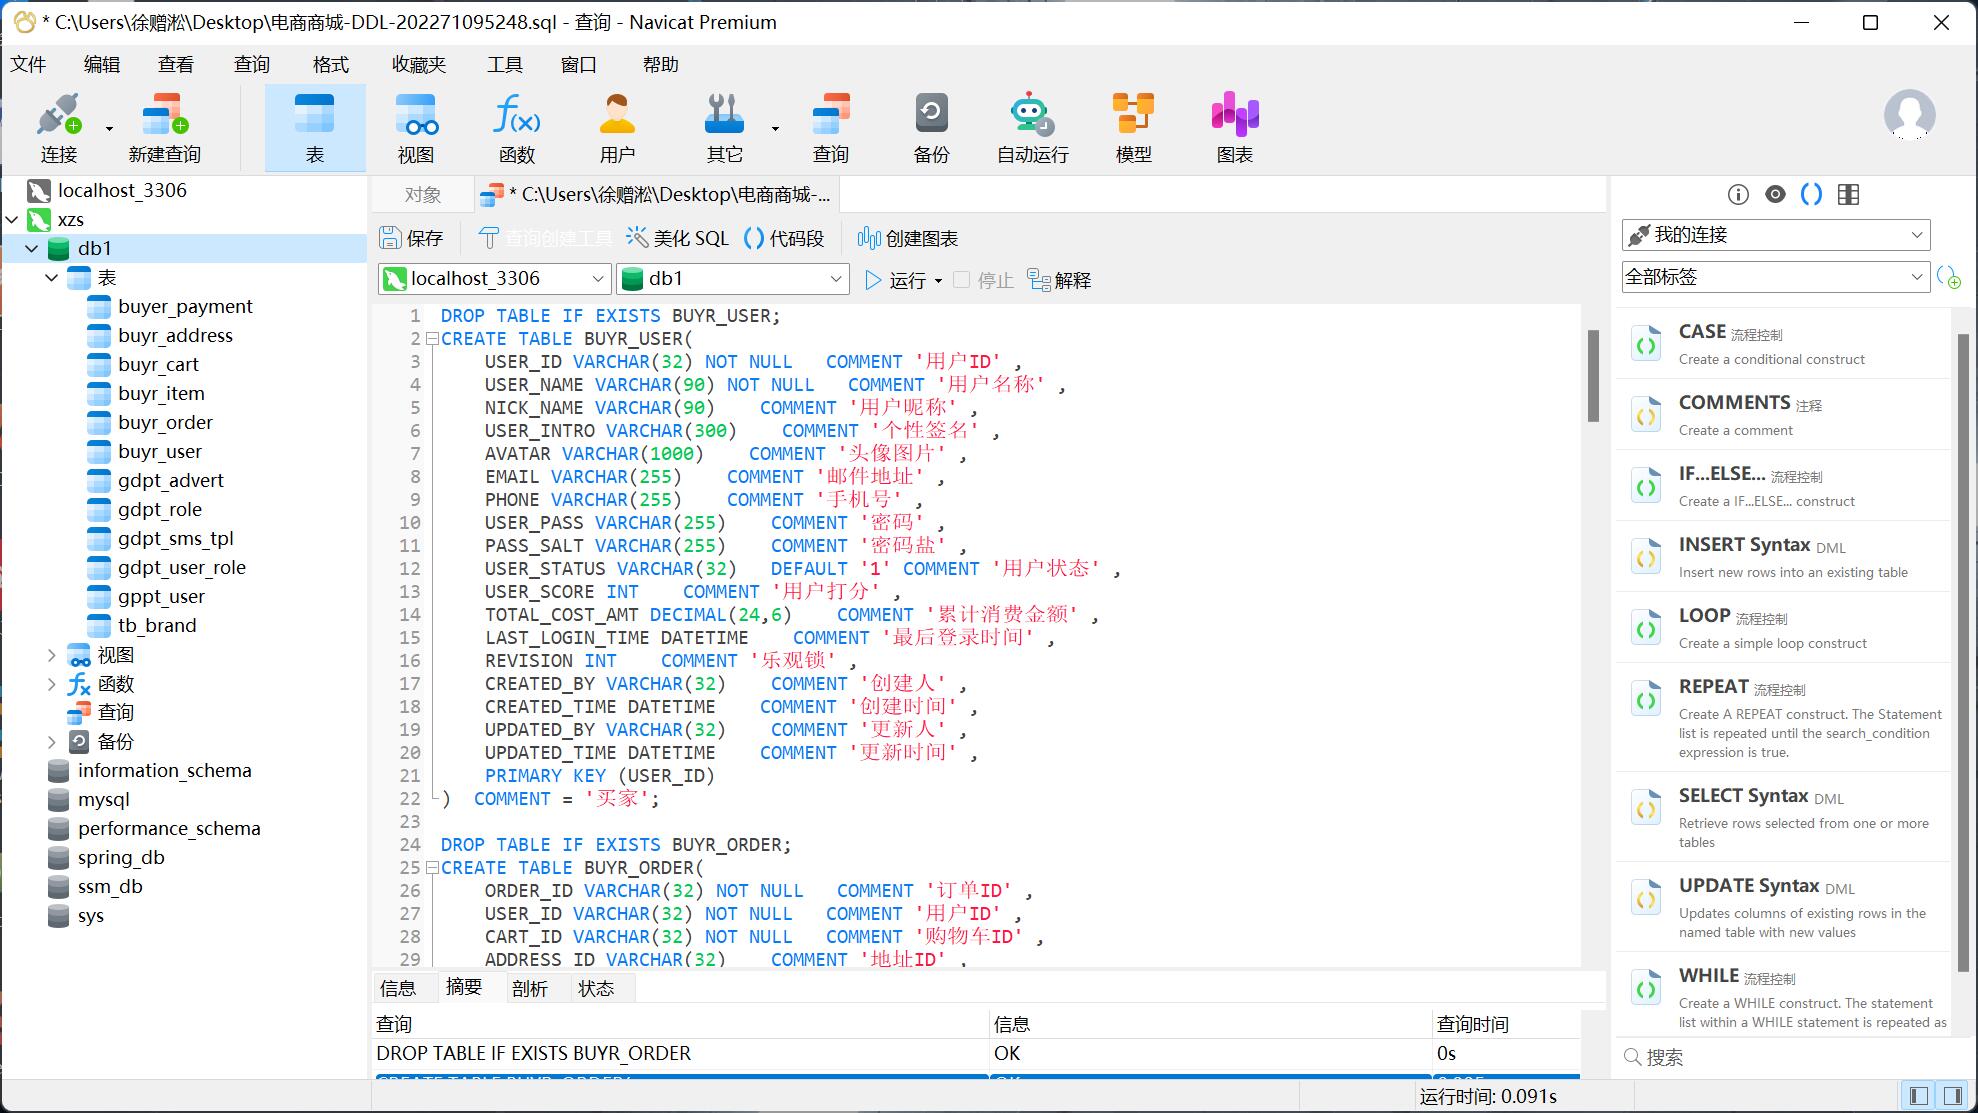 * C:\Users\徐赠淞\Desktop\电商商城-DDL-202271095248.sql - 查询 - Navicat Premium
文件 编辑 查看 查询 格式 收藏夹 工具 窗口 帮助
连接 新建查询 表 视图 函数 用户 其它 查询 备份 自动运行 模型 图表
localhost_3306
xzs
db1
表
buyer_payment
buyr_address
buyr_cart
buyr_item
buyr_order
buyr_user
gdpt_advert
gdpt_role
gdpt_sms_tpl
gdpt_user_role
gppt_user
tb_brand
视图
函数
查询
备份
information_schema
mysql
performance_schema
spring_db
ssm_db
sys
对象 * C:\Users\徐赠淞\Desktop\电商商城-...
保存 查询创建工具 美化 SQL 代码段 创建图表
localhost_3306 db1 运行 停止 解释
1 DROP TABLE IF EXISTS BUYR_USER;
2 CREATE TABLE BUYR_USER(
3 USER_ID VARCHAR(32) NOT NULL COMMENT '用户ID' ,
4 USER_NAME VARCHAR(90) NOT NULL COMMENT '用户名称' ,
5 NICK_NAME VARCHAR(90) COMMENT '用户昵称' ,
6 USER_INTRO VARCHAR(300) COMMENT '个性签名' ,
7 AVATAR VARCHAR(1000) COMMENT '头像图片' ,
8 EMAIL VARCHAR(255) COMMENT '邮件地址' ,
9 PHONE VARCHAR(255) COMMENT '手机号' ,
10 USER_PASS VARCHAR(255) COMMENT '密码' ,
11 PASS_SALT VARCHAR(255) COMMENT '密码盐' ,
12 USER_STATUS VARCHAR(32) DEFAULT '1' COMMENT '用户状态' ,
13 USER_SCORE INT COMMENT '用户打分' ,
14 TOTAL_COST_AMT DECIMAL(24,6) COMMENT '累计消费金额' ,
15 LAST_LOGIN_TIME DATETIME COMMENT '最后登录时间' ,
16 REVISION INT COMMENT '乐观锁' ,
17 CREATED_BY VARCHAR(32) COMMENT '创建人' ,
18 CREATED_TIME DATETIME COMMENT '创建时间' ,
19 UPDATED_BY VARCHAR(32) COMMENT '更新人' ,
20 UPDATED_TIME DATETIME COMMENT '更新时间' ,
21 PRIMARY KEY (USER_ID)
22 ) COMMENT = '买家';
23
24 DROP TABLE IF EXISTS BUYR_ORDER;
25 CREATE TABLE BUYR_ORDER(
26 ORDER_ID VARCHAR(32) NOT NULL COMMENT '订单ID' ,
27 USER_ID VARCHAR(32) NOT NULL COMMENT '用户ID' ,
28 CART_ID VARCHAR(32) NOT NULL COMMENT '购物车ID' ,
29 ADDRESS_ID VARCHAR(32) COMMENT '地址ID' ,
信息 摘要 剖析 状态
查询 信息 查询时间
DROP TABLE IF EXISTS BUYR_ORDER OK 0s
运行时间: 0.091s
我的连接
全部标签
CASE 流程控制
Create a conditional construct
COMMENTS 注释
Create a comment
IF...ELSE... 流程控制
Create a IF...ELSE... construct
INSERT Syntax DML
Insert new rows into an existing table
LOOP 流程控制
Create a simple loop construct
REPEAT 流程控制
Create A REPEAT construct. The Statement
list is repeated until the search_condition
expression is true.
SELECT Syntax DML
Retrieve rows selected from one or more
tables
UPDATE Syntax DML
Updates columns of existing rows in the
named table with new values
WHILE 流程控制
Create a WHILE construct. The statement
list within a WHILE statement is repeated as
搜索